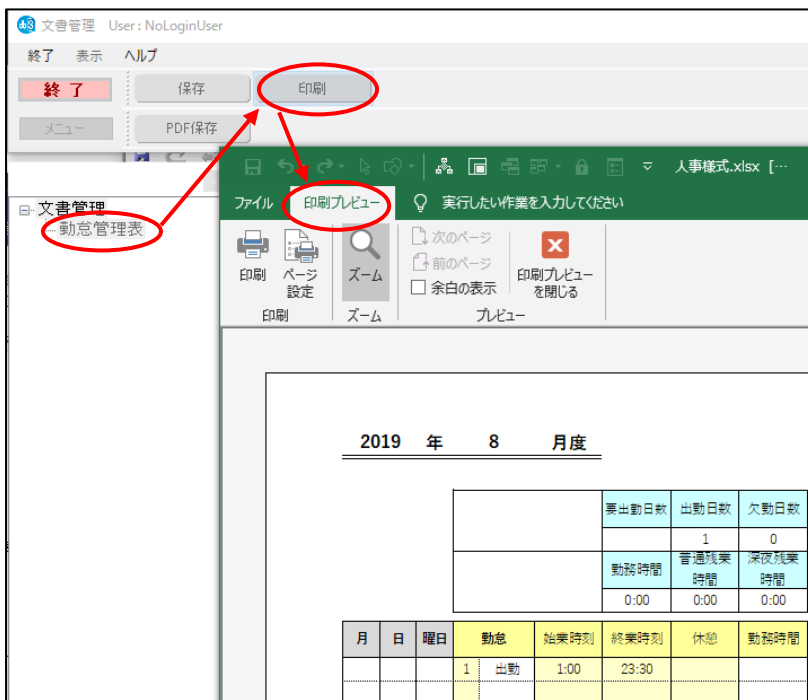 文書管理 User : NoLoginUser
終了 表示 ヘルプ
終 了 保存 印刷
メニュー PDF保存
人事様式.xlsx […
ファイル 印刷プレビュー 実行したい作業を入力してください
文書管理
勤怠管理表
印刷
ページ
設定
ズーム
次のページ
前のページ
余白の表示
印刷プレビュー
を閉じる
印刷 ズーム プレビュー
2019 年 8 月度
要出勤日数 出勤日数 欠勤日数
1 0
勤務時間 普通残業
時間 深夜残業
時間
0:00 0:00 0:00
月 日 曜日 勤怠 始業時刻 終業時刻 休憩 勤務時間
1 出勤 1:00 23:30